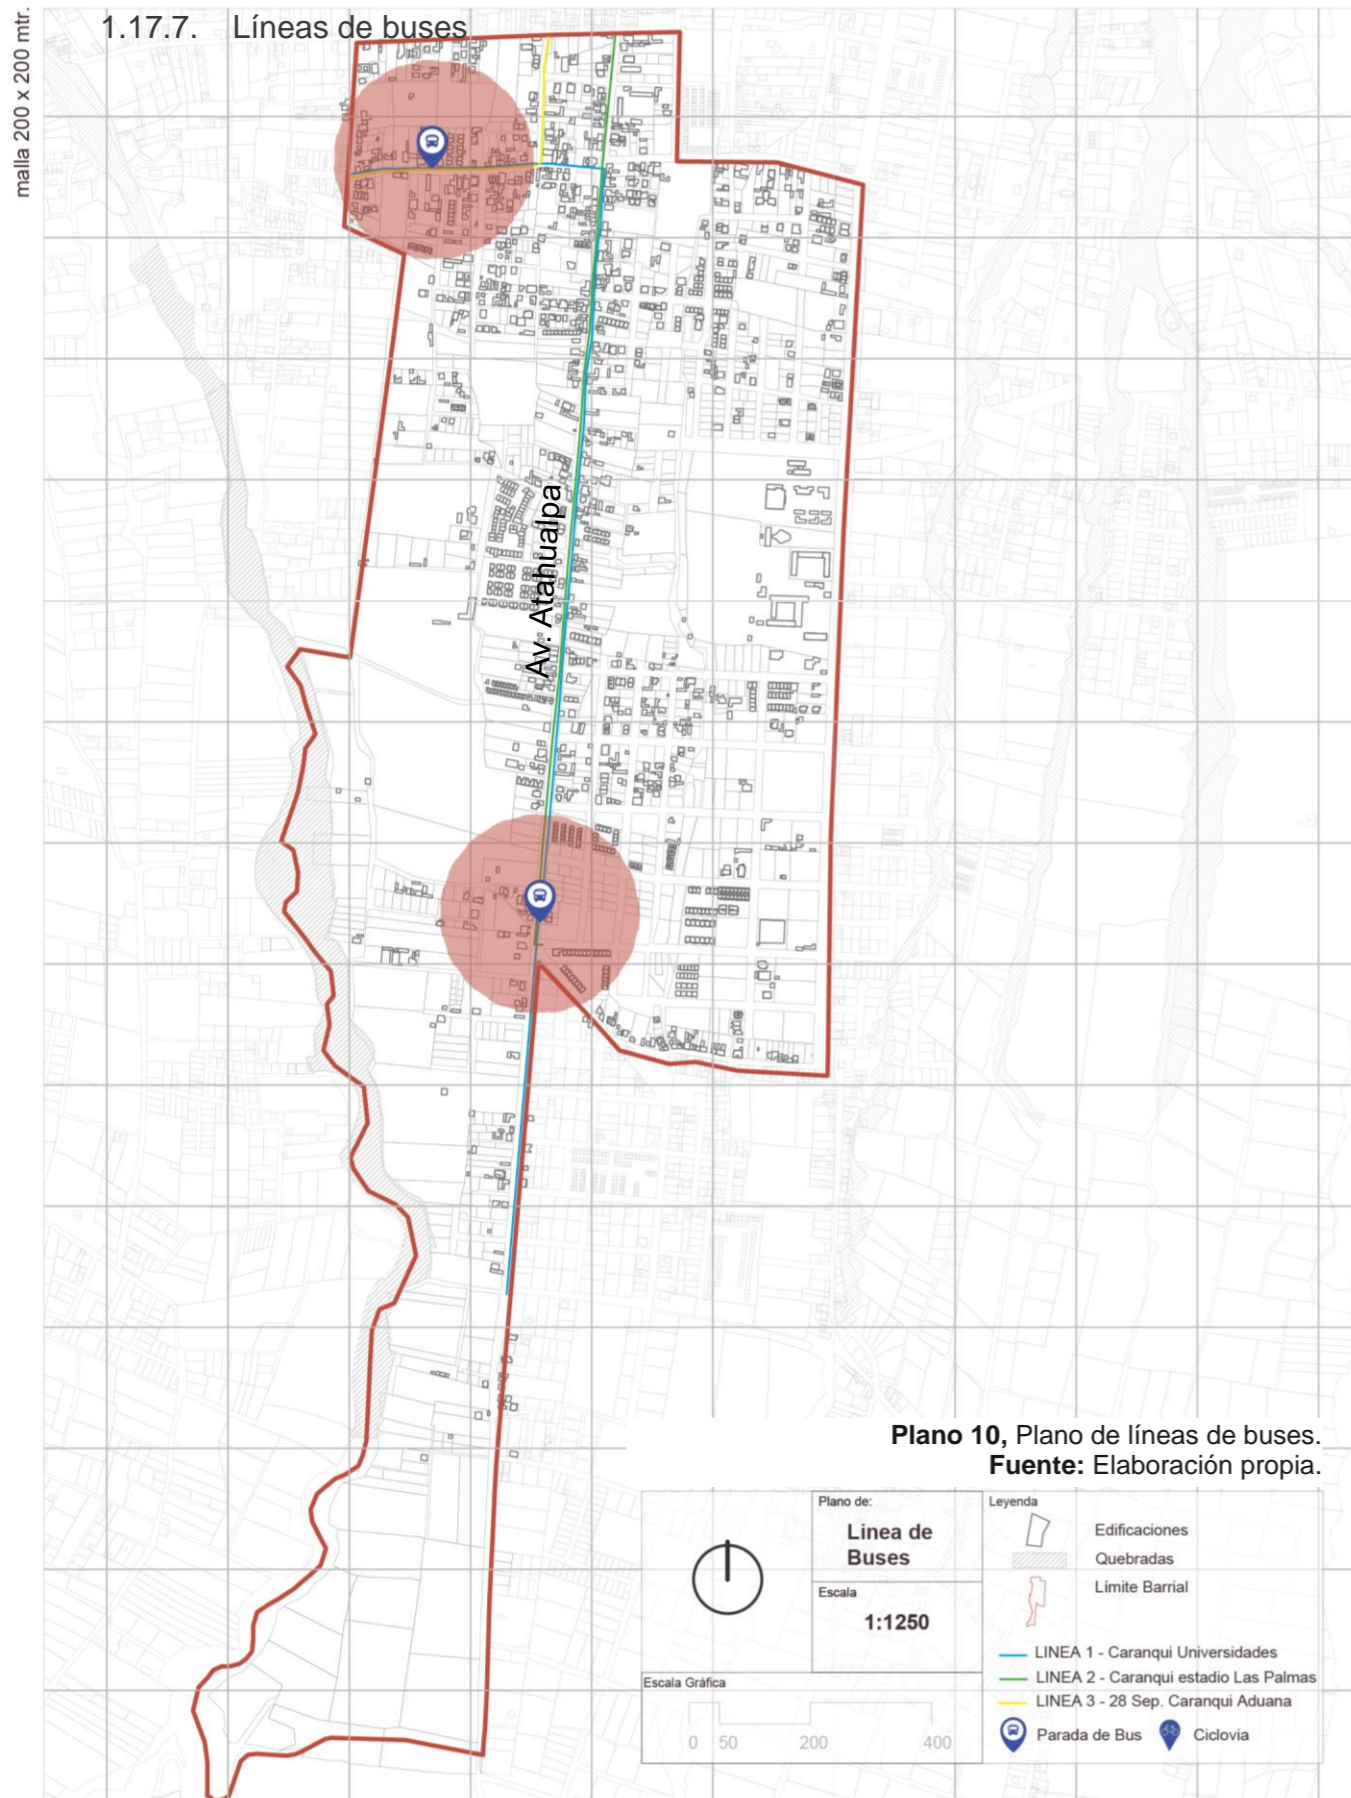 1.17.7. Líneas de buses
malla 200 x 200 mtr.
Av. Atahualpa
Plano 10, Plano de líneas de buses.
Fuente: Elaboración propia.
Plano de:
Linea de
Buses
Escala
1:1250
Escala Gráfica
0 50 200 400
Leyenda
Edificaciones
Quebradas
Límite Barrial
LINEA 1 - Caranqui Universidades
LINEA 2 - Caranqui estadio Las Palmas
LINEA 3 - 28 Sep. Caranqui Aduana
Parada de Bus Ciclovia